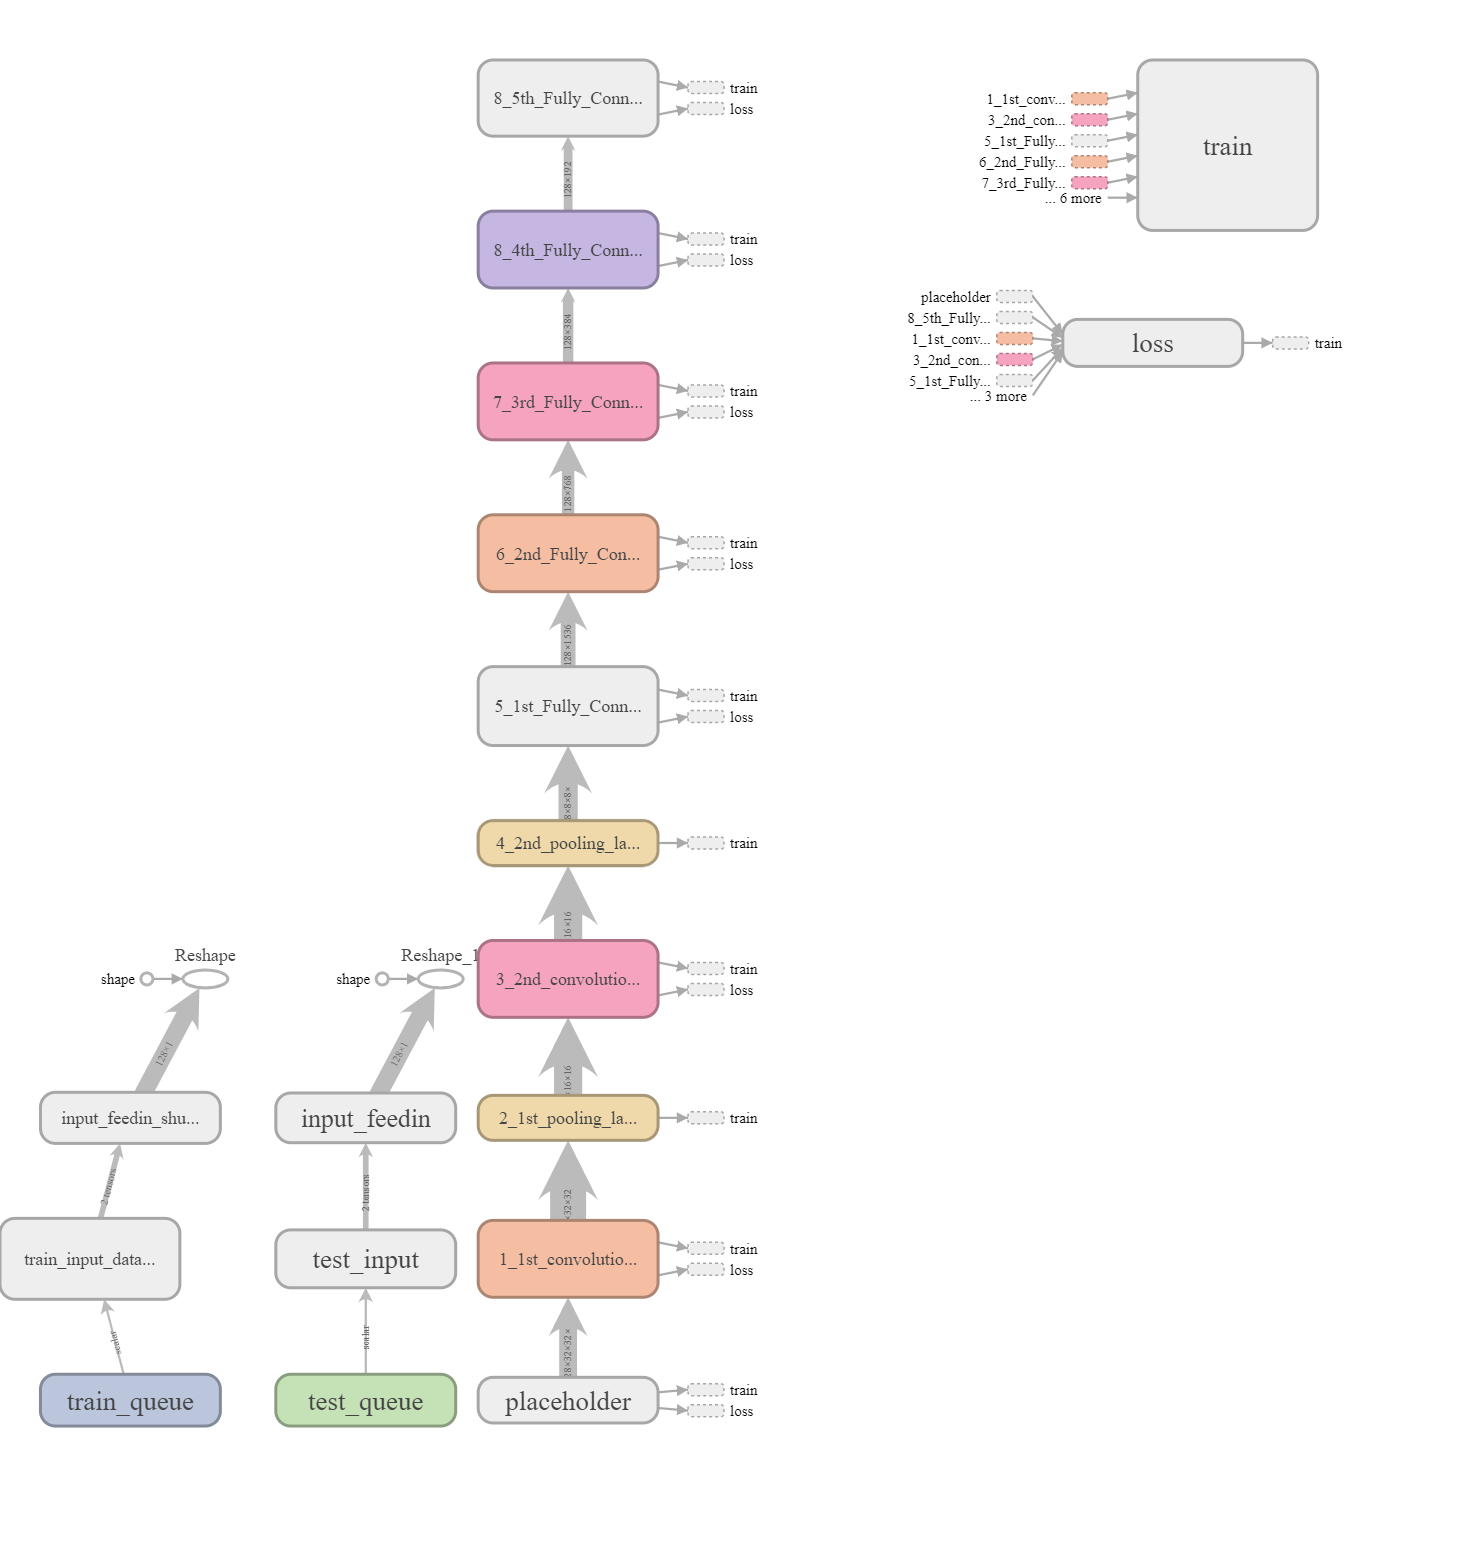 8_5th_Fully_Conn...
train
loss
128×192
8_4th_Fully_Conn...
train
loss
128×384
7_3rd_Fully_Conn...
train
loss
128×768
6_2nd_Fully_Con...
train
loss
128×1536
5_1st_Fully_Conn...
train
loss
8×8×8×
4_2nd_pooling_la...
train
16×16
3_2nd_convolutio...
train
loss
×16×16
2_1st_pooling_la...
train
×32×32
1_1st_convolutio...
train
loss
28×32×32×
placeholder
train
loss
Reshape
shape
128×1
input_feedin_shu...
2 tensors
train_input_data...
scalar
train_queue
Reshape_1
shape
128×1
input_feedin
2 tensors
test_input
scalar
test_queue
1_1st_conv...
3_2nd_con...
5_1st_Fully...
6_2nd_Fully...
7_3rd_Fully...
... 6 more
train
placeholder
8_5th_Fully...
1_1st_conv...
3_2nd_con...
5_1st_Fully...
... 3 more
loss
train